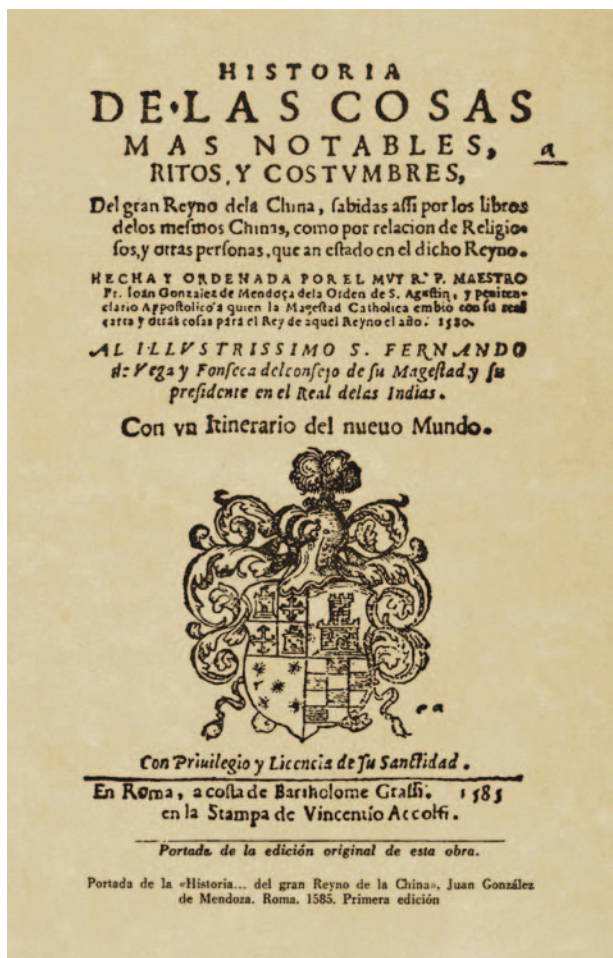 HISTORIA
DE·LAS COSAS
MAS NOTABLES,
a
RITOS, Y COSTVMBRES,
Del gran Reyno dela China, sabidas assi por los libros
delos mesmos Chinas, como por relacion de Religio-
sos, y otras personas, que an estado en el dicho Reyno.
HECHA Y ORDENADA POR EL MVY R.P. MAESTRO
Fr. Ioán Gonzalez de Mendoça dela Orden de S. Agustin, y peniten-
ciario Appostolico a quien la Magestad Catholica embió con su real
carta y otras cosas para el Rey de aquel Reyno el año. 1580.
AL ILLVSTRISSIMO S. FERNANDO
de Vega y Fonseca del consejo de su Magestad, y su
presidente en el Real delas Indias.
Con vn Itinerario del nueuo Mundo.
Con Priuilegio y Licencia de su Sanctidad.
En Roma, a costa de Bartholome Grassi. 1585
en la Stampa de Vincentio Accolti.
Portada de la edición original de esta obra.
Portada de la «Historia... del gran Reyno de la China», Juan González
de Mendoza. Roma. 1585. Primera edición